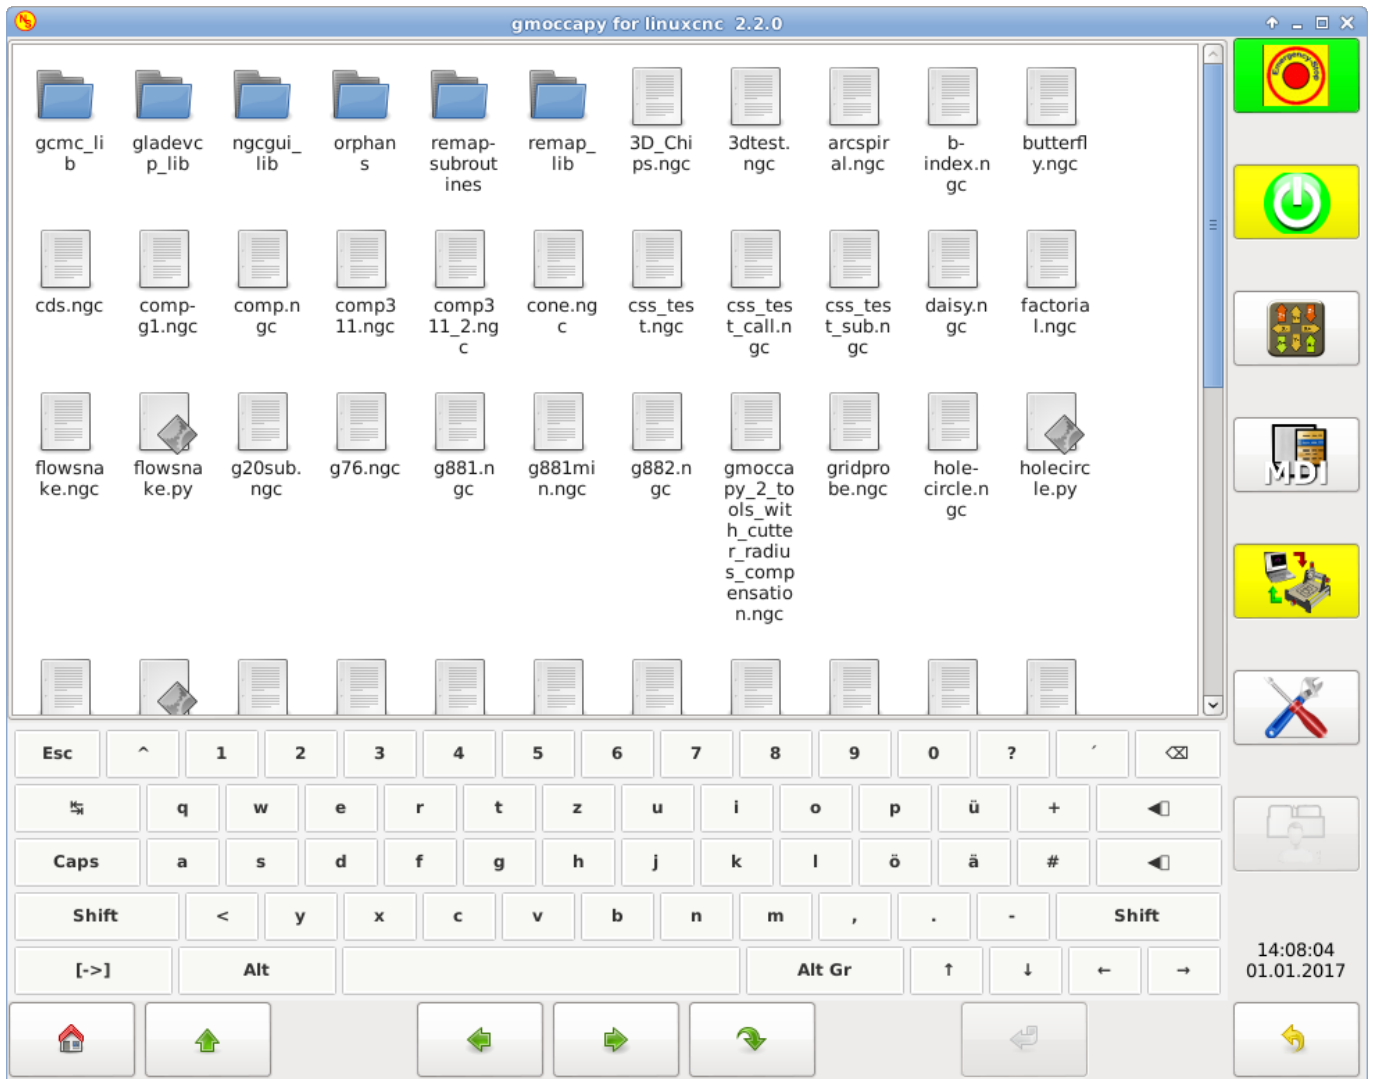 gmoccapy for linuxcnc 2.2.0
gcmc_li
b
gladevc
p_lib
ngcgui_
lib
orphan
s
remap-
subrout
ines
remap_
lib
3D_Chi
ps.ngc
3dtest.
ngc
arcspir
al.ngc
b-
index.n
gc
butterfl
y.ngc
cds.ngc
comp-
g1.ngc
comp.n
gc
comp3
11.ngc
comp3
11_2.ng
c
cone.ng
c
css_tes
t.ngc
css_tes
t_call.n
gc
css_tes
t_sub.n
gc
daisy.n
gc
factoria
l.ngc
flowsna
ke.ngc
flowsna
ke.py
g20sub.
ngc
g76.ngc
g881.n
gc
g881mi
n.ngc
g882.n
gc
gmocca
py_2_to
ols_wit
h_cutte
r_radiu
s_comp
ensatio
n.ngc
gridpro
be.ngc
hole-
circle.n
gc
holecirc
le.py
Emergency-Stop
MDI
Esc ^ 1 2 3 4 5 6 7 8 9 0 ? ´ ⌫
↹ q w e r t z u i o p ü +
Caps a s d f g h j k l ö ä #
Shift < y x c v b n m , . - Shift
[->] Alt Alt Gr ↑ ↓ ← →
14:08:04
01.01.2017